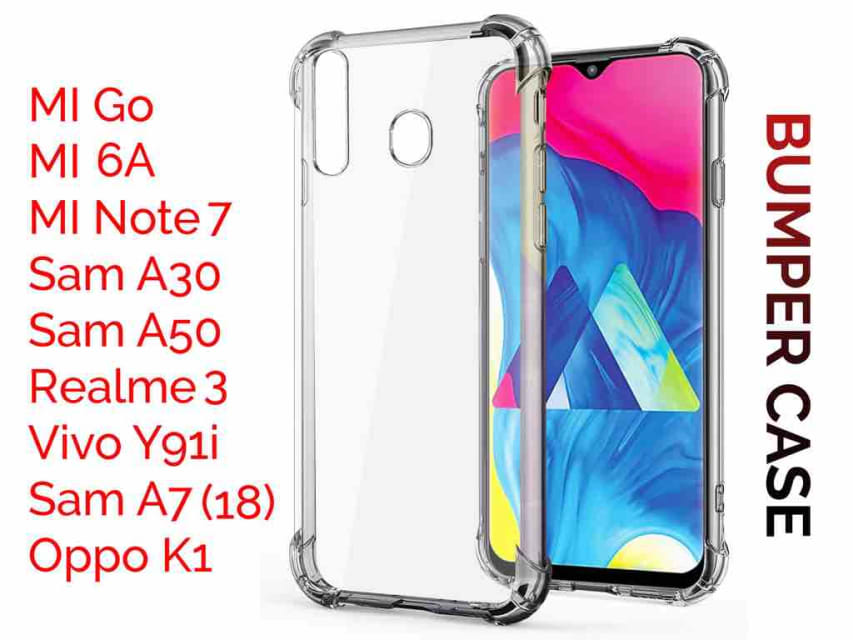 MI Go
MI 6A
MI Note 7
Sam A30
Sam A50
Realme 3
Vivo Y91i
Sam A7 (18)
Oppo K1
BUMPER CASE